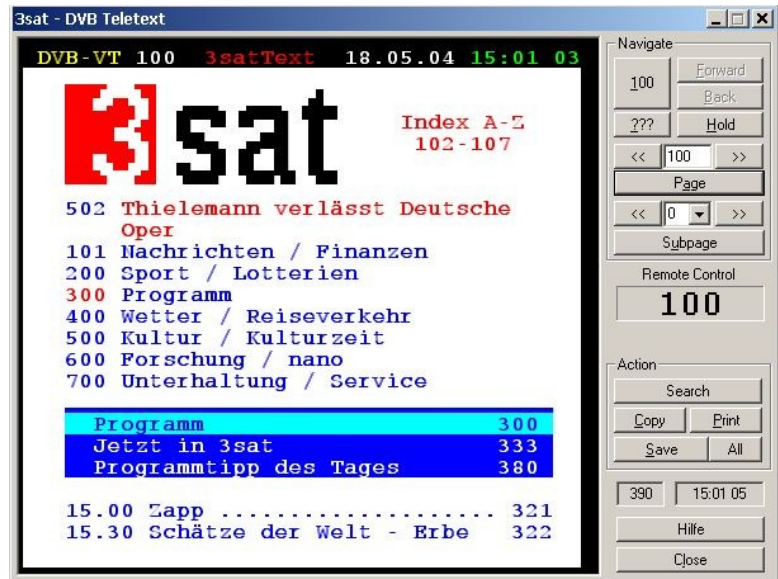 3sat - DVB Teletext
DVB-VT 100 3satText 18.05.04 15:01 03
3sat
Index A-Z
102-107
502 Thielemann verlässt Deutsche
Oper
101 Nachrichten / Finanzen
200 Sport / Lotterien
300 Programm
400 Wetter / Reiseverkehr
500 Kultur / Kulturzeit
600 Forschung / nano
700 Unterhaltung / Service
Programm 300
Jetzt in 3sat 333
Programmtipp des Tages 380
15.00 Zapp .................... 321
15.30 Schätze der Welt - Erbe 322
Navigate
100 Forward
Back
??? Hold
<< 100 >>
Page
<< 0 >>
Subpage
Remote Control
100
Action
Search
Copy Print
Save All
390 15:01 05
Hilfe
Close